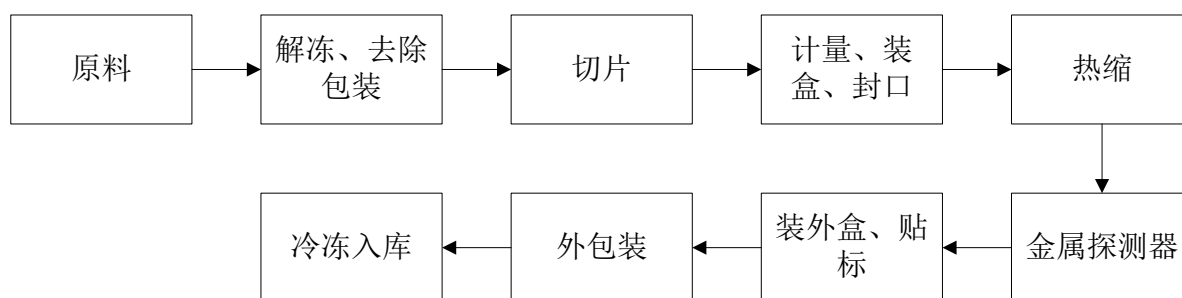 原料
解冻、去除
包装
切片
计量、装
盒、封口
热缩
金属探测器
装外盒、贴
标
外包装
冷冻入库